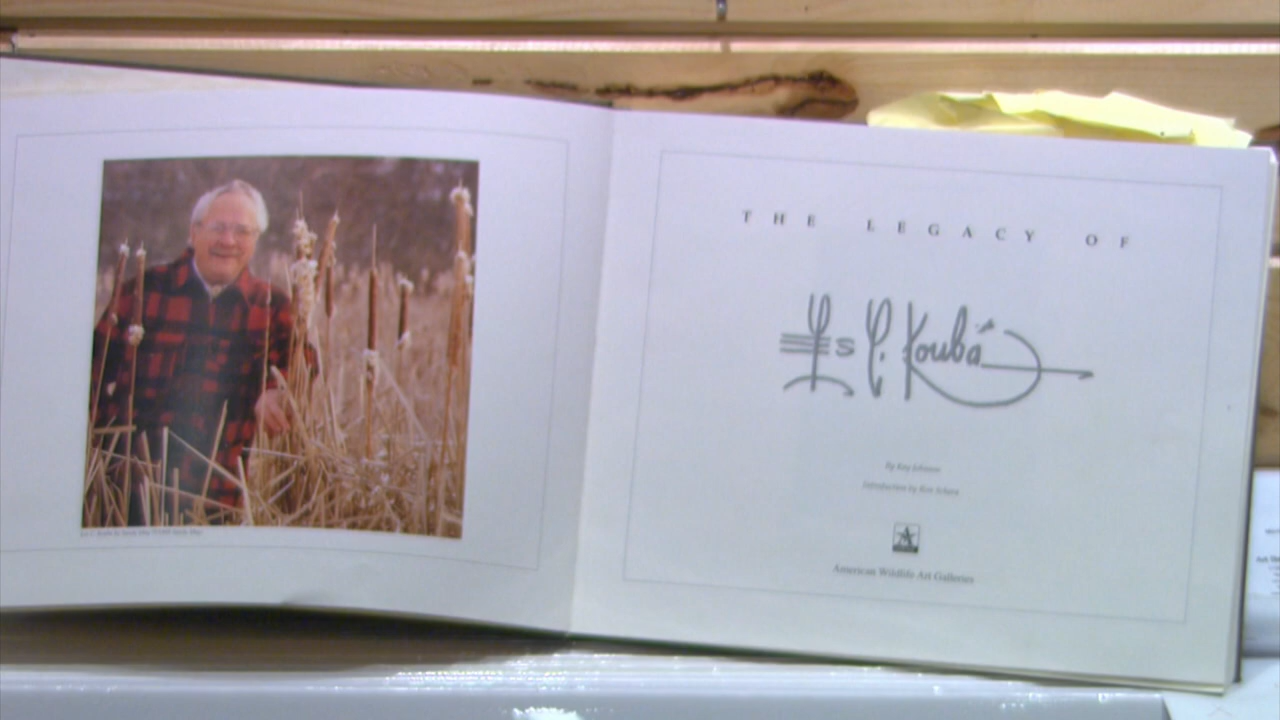 THE LEGACY OF
Les C. Kouba
By Kay Johnson
Introduction by Ron Schara
American Wildlife Art Galleries